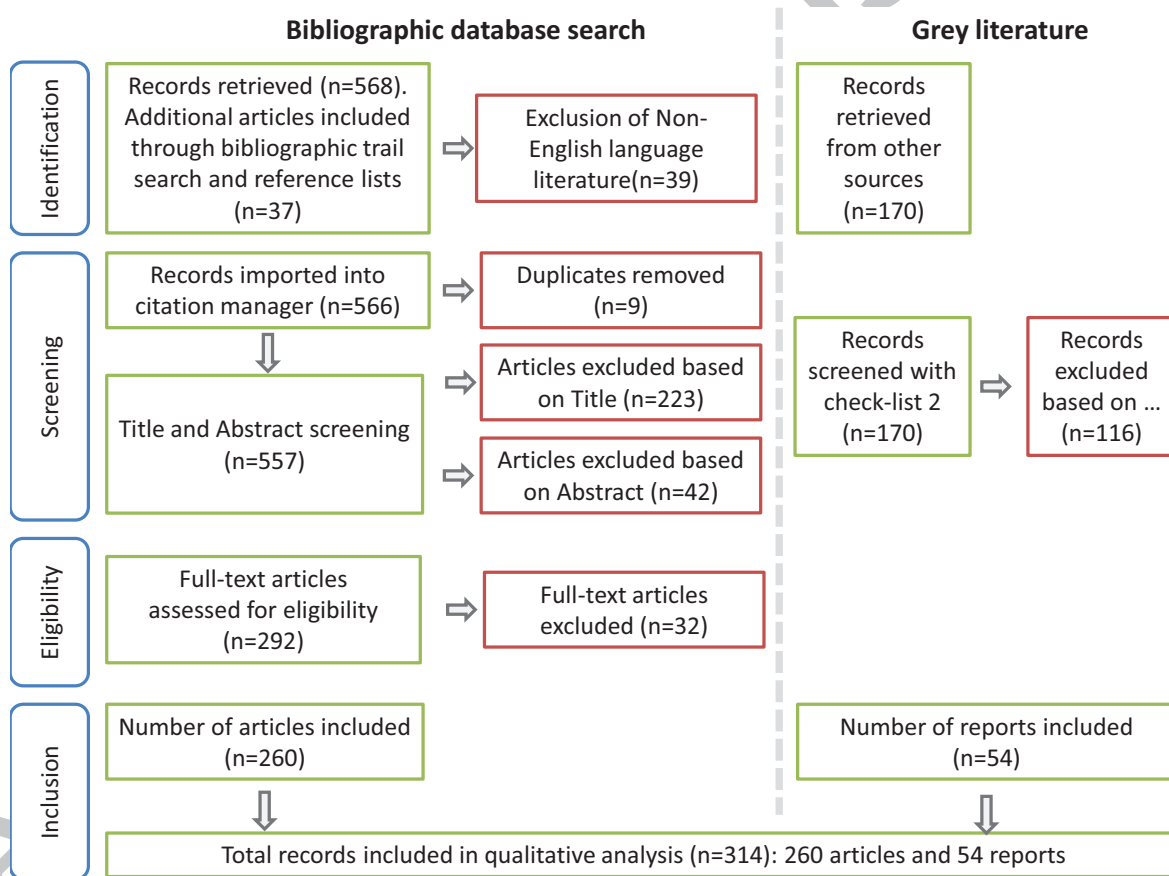 Bibliographic database search
Grey literature
Identification
Records retrieved (n=568).
Additional articles included
through bibliographic trail
search and reference lists
(n=37)
Exclusion of Non-
English language
literature(n=39)
Records
retrieved
from other
sources
(n=170)
Screening
Records imported into
citation manager (n=566)
Duplicates removed
(n=9)
Title and Abstract screening
(n=557)
Articles excluded based
on Title (n=223)
Articles excluded based
on Abstract (n=42)
Records
screened with
check-list 2
(n=170)
Records
excluded
based on ...
(n=116)
Eligibility
Full-text articles
assessed for eligibility
(n=292)
Full-text articles
excluded (n=32)
Inclusion
Number of articles included
(n=260)
Number of reports included
(n=54)
Total records included in qualitative analysis (n=314): 260 articles and 54 reports